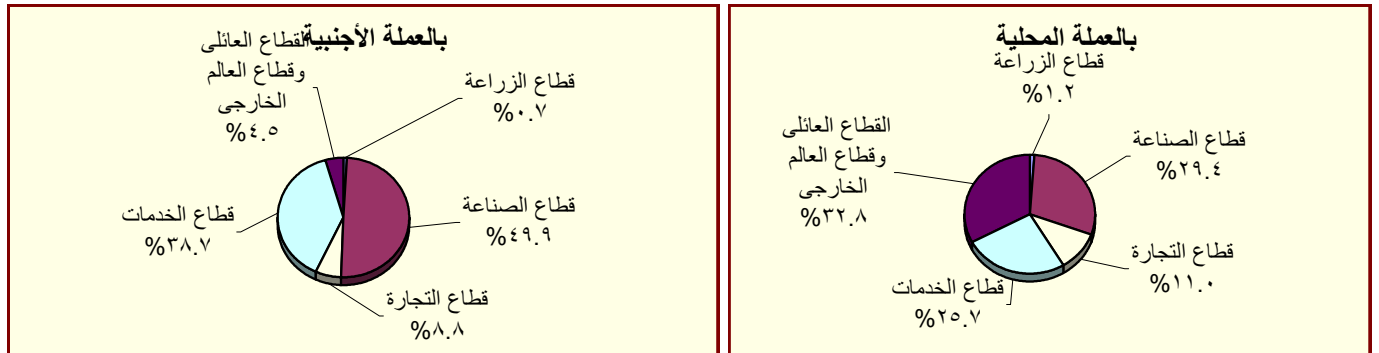 بالعملة المحلية
قطاع الزراعة
%١.٢
قطاع الصناعة
%٢٩.٤
قطاع التجارة
%١١.٠
قطاع الخدمات
%٢٥.٧
القطاع العائلى
وقطاع العالم
الخارجى
%٣٢.٨
بالعملة الأجنبية
قطاع الزراعة
%٠.٧
قطاع الصناعة
%٤٩.٩
قطاع التجارة
%٨.٨
قطاع الخدمات
%٣٨.٧
القطاع العائلى
وقطاع العالم
الخارجى
%٤.٥